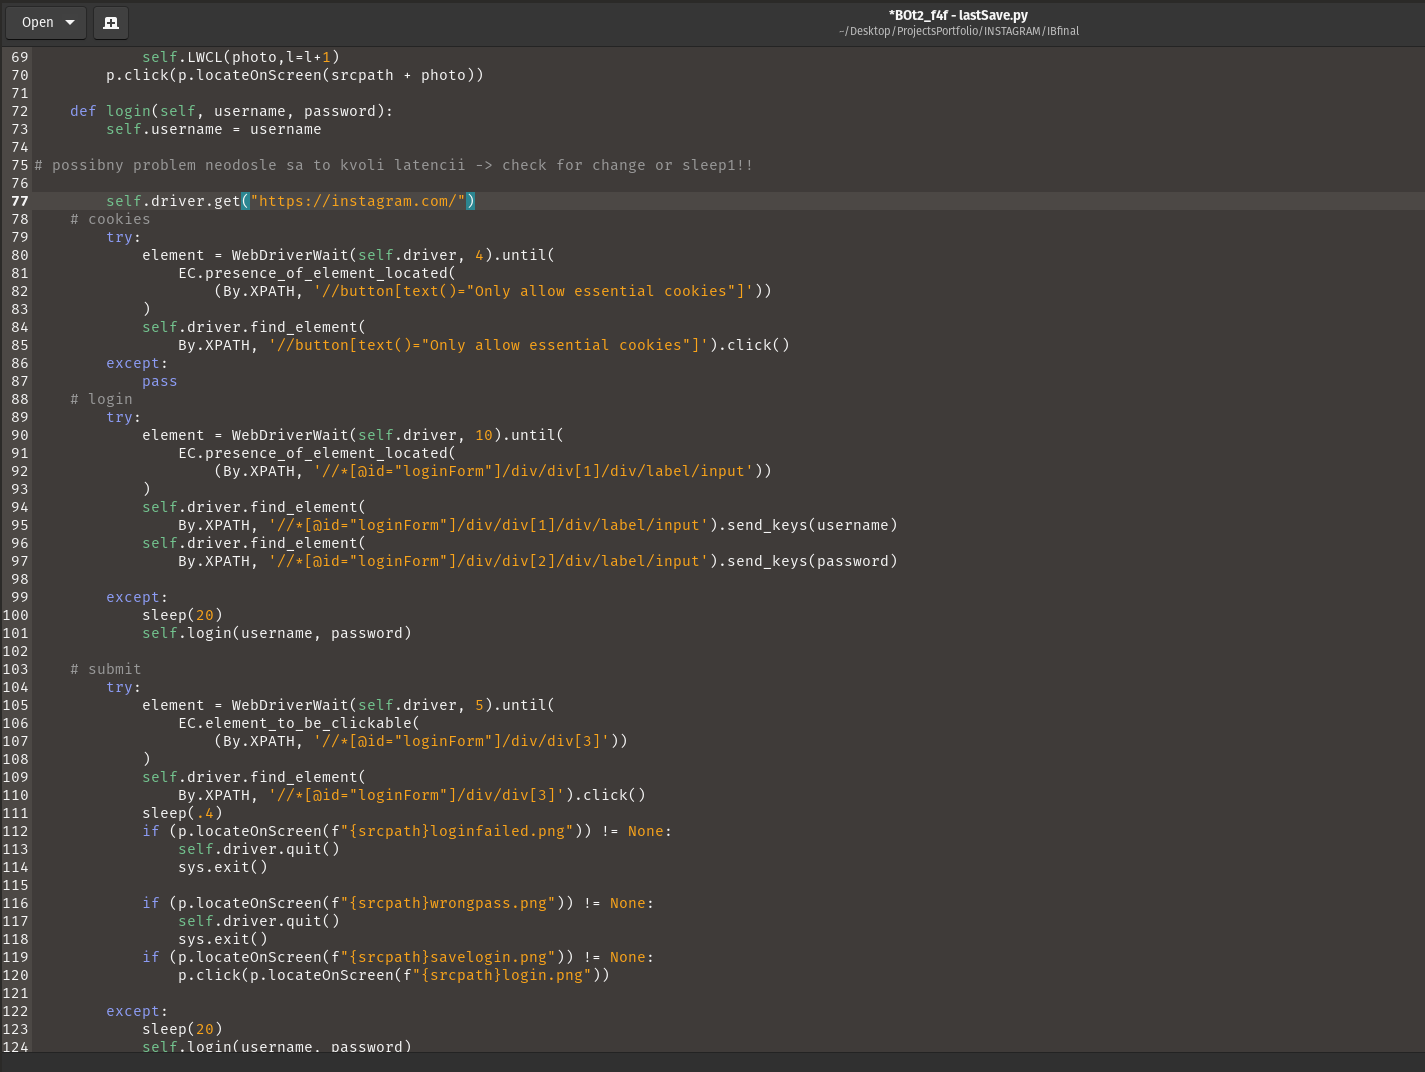 Open
*BOt2_f4f - lastSave.py
~/Desktop/ProjectsPortfolio/INSTAGRAM/IBfinal
69             self.LWCL(photo,l=l+1)
70         p.click(p.locateOnScreen(srcpath + photo))
71
72     def login(self, username, password):
73         self.username = username
74
75 # possibny problem neodosle sa to kvoli latencii -> check for change or sleep1!!
76
77         self.driver.get("https://instagram.com/")
78     # cookies
79         try:
80             element = WebDriverWait(self.driver, 4).until(
81                 EC.presence_of_element_located(
82                     (By.XPATH, '//button[text()="Only allow essential cookies"]'))
83             )
84             self.driver.find_element(
85                 By.XPATH, '//button[text()="Only allow essential cookies"]').click()
86         except:
87             pass
88     # login
89         try:
90             element = WebDriverWait(self.driver, 10).until(
91                 EC.presence_of_element_located(
92                     (By.XPATH, '//*[@id="loginForm"]/div/div[1]/div/label/input'))
93             )
94             self.driver.find_element(
95                 By.XPATH, '//*[@id="loginForm"]/div/div[1]/div/label/input').send_keys(username)
96             self.driver.find_element(
97                 By.XPATH, '//*[@id="loginForm"]/div/div[2]/div/label/input').send_keys(password)
98
99         except:
100             sleep(20)
101             self.login(username, password)
102
103     # submit
104         try:
105             element = WebDriverWait(self.driver, 5).until(
106                 EC.element_to_be_clickable(
107                     (By.XPATH, '//*[@id="loginForm"]/div/div[3]'))
108             )
109             self.driver.find_element(
110                 By.XPATH, '//*[@id="loginForm"]/div/div[3]').click()
111             sleep(.4)
112             if (p.locateOnScreen(f"{srcpath}loginfailed.png")) != None:
113                 self.driver.quit()
114                 sys.exit()
115
116             if (p.locateOnScreen(f"{srcpath}wrongpass.png")) != None:
117                 self.driver.quit()
118                 sys.exit()
119             if (p.locateOnScreen(f"{srcpath}savelogin.png")) != None:
120                 p.click(p.locateOnScreen(f"{srcpath}login.png"))
121
122         except:
123             sleep(20)
124             self.login(username, password)